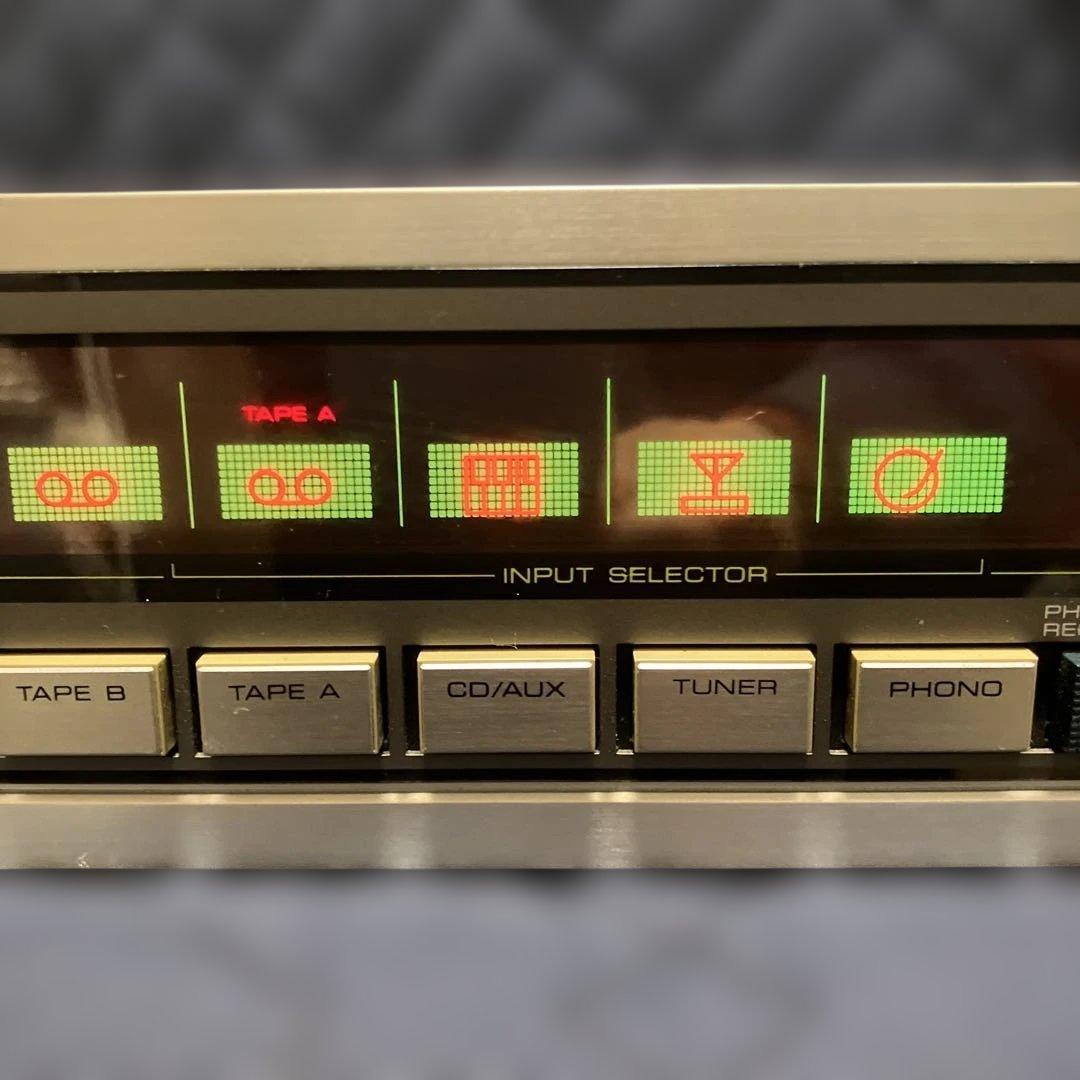 TAPE A
INPUT SELECTOR
TAPE B
TAPE A
CD/AUX
TUNER
PHONO